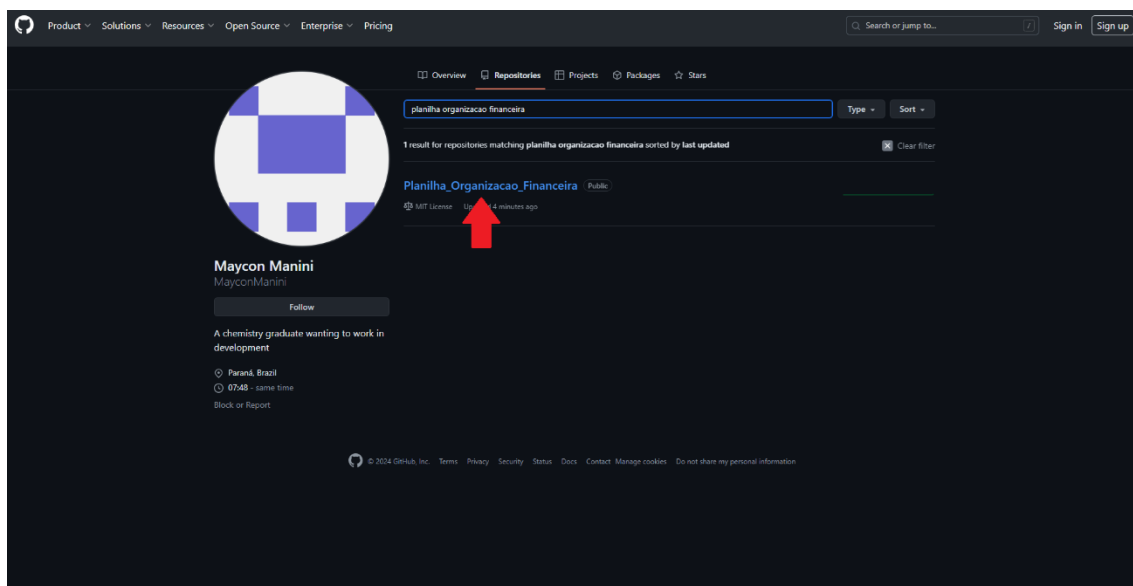 Product Solutions Resources Open Source Enterprise Pricing Search or jump to... / Sign in Sign up
Overview Repositories Projects Packages Stars
planilha organizacao financeira Type Sort
1 result for repositories matching planilha organizacao financeira sorted by last updated Clear filter
Planilha_Organizacao_Financeira Public
MIT License 4 minutes ago
Maycon Manini
MayconManini
Follow
A chemistry graduate wanting to work in
development
Paraná, Brazil
07:48 - same time
Block or Report
© 2024 GitHub, Inc. Terms Privacy Security Status Docs Contact Manage cookies Do not share my personal information